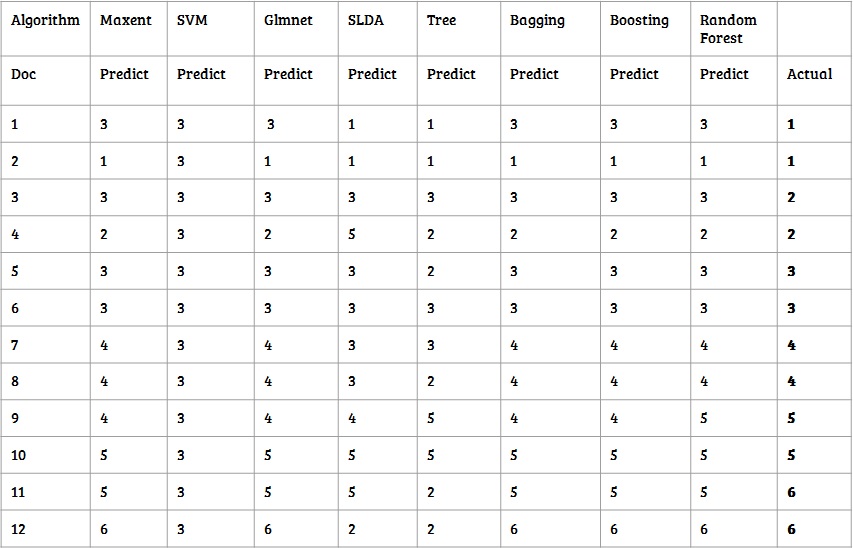 Algorithm Maxent SVM Glmnet SLDA Tree Bagging Boosting Random Forest
Doc Predict Predict Predict Predict Predict Predict Predict Predict Actual
1 3 3 3 1 1 3 3 3 1
2 1 3 1 1 1 1 1 1 1
3 3 3 3 3 3 3 3 3 2
4 2 3 2 5 2 2 2 2 2
5 3 3 3 3 2 3 3 3 3
6 3 3 3 3 3 3 3 3 3
7 4 3 4 3 3 4 4 4 4
8 4 3 4 3 2 4 4 4 4
9 4 3 4 4 5 4 4 5 5
10 5 3 5 5 5 5 5 5 5
11 5 3 5 5 2 5 5 5 6
12 6 3 6 2 2 6 6 6 6